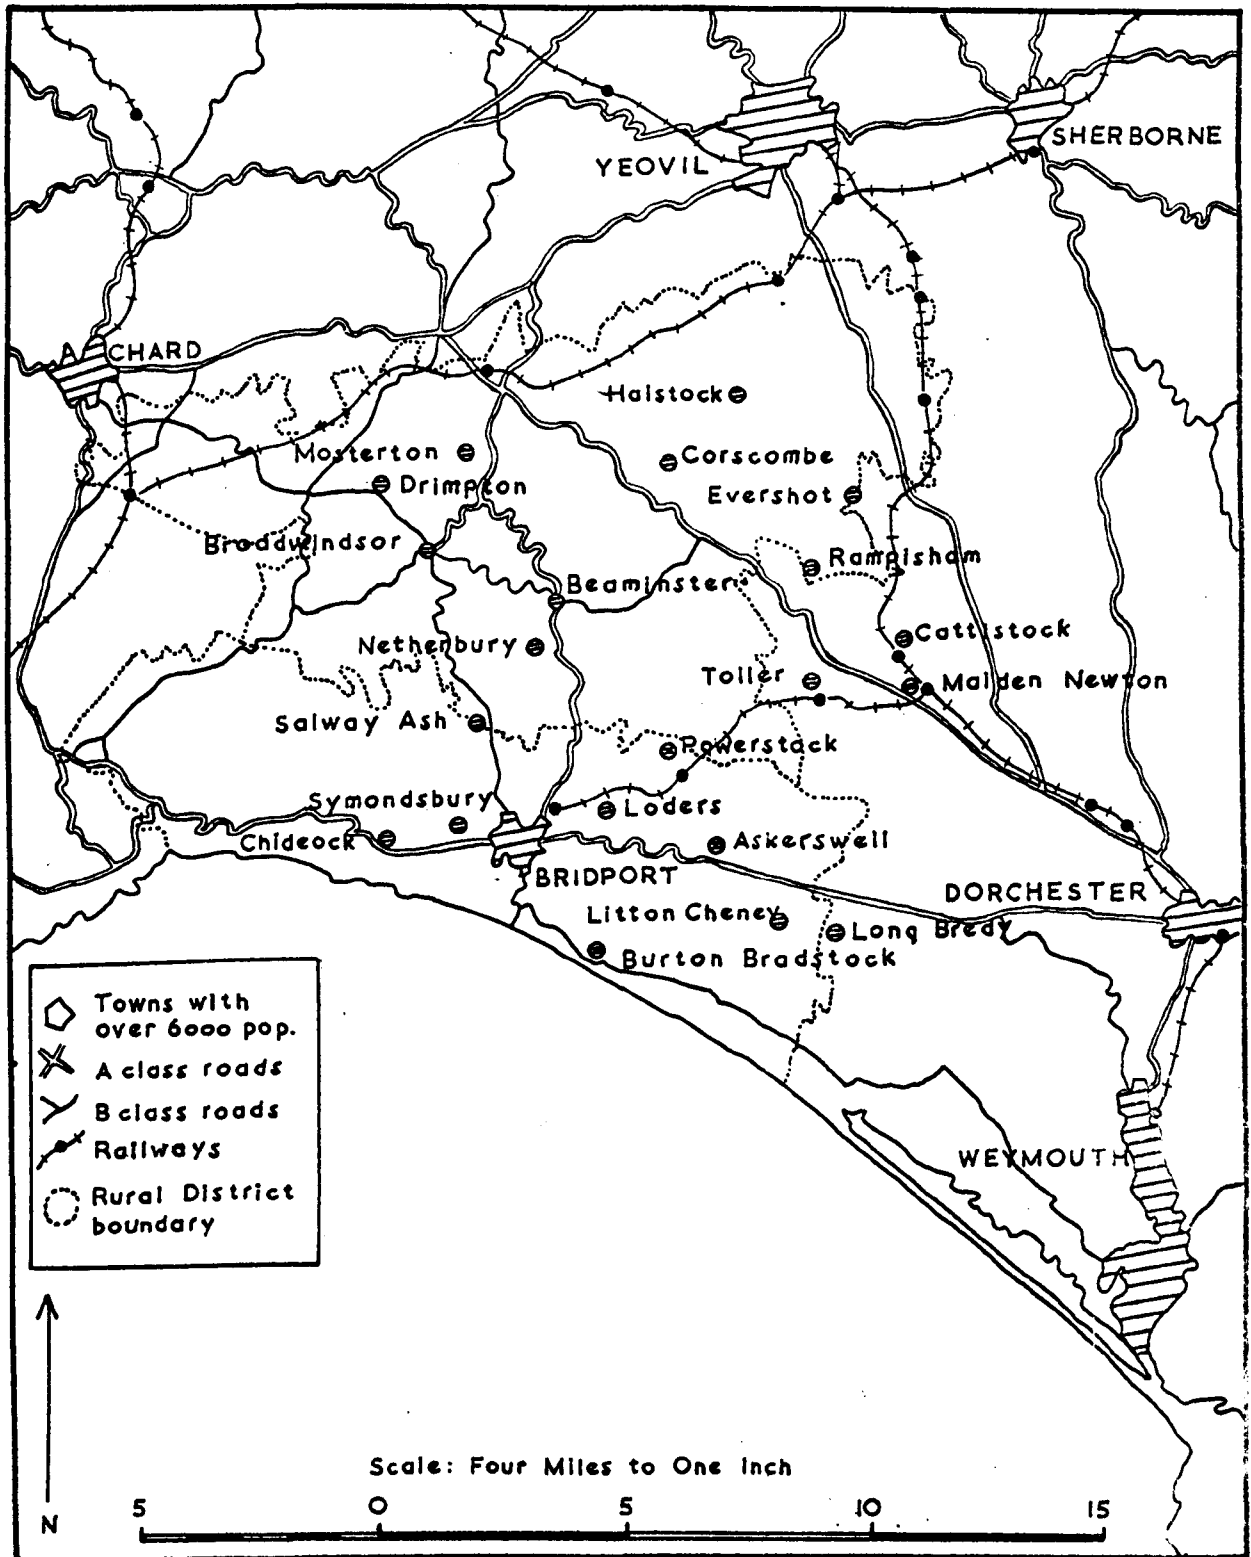 YEOVIL
SHERBORNE
CHARD
Halstock
Mosterton
Corscombe
Drimpton
Evershot
Broadwindsor
Rampisham
Beaminster
Cattistock
Netherbury
Toller
Maiden Newton
Salway Ash
Powerstock
Symondsbury
Loders
Chideock
Askerswell
BRIDPORT
DORCHESTER
Litton Cheney
Long Bredy
Burton Bradstock
Towns with
over 6000 pop.
A class roads
B class roads
Railways
WEYMOUTH
Rural District
boundary
Scale: Four Miles to One Inch
5 0 5 10 15
N